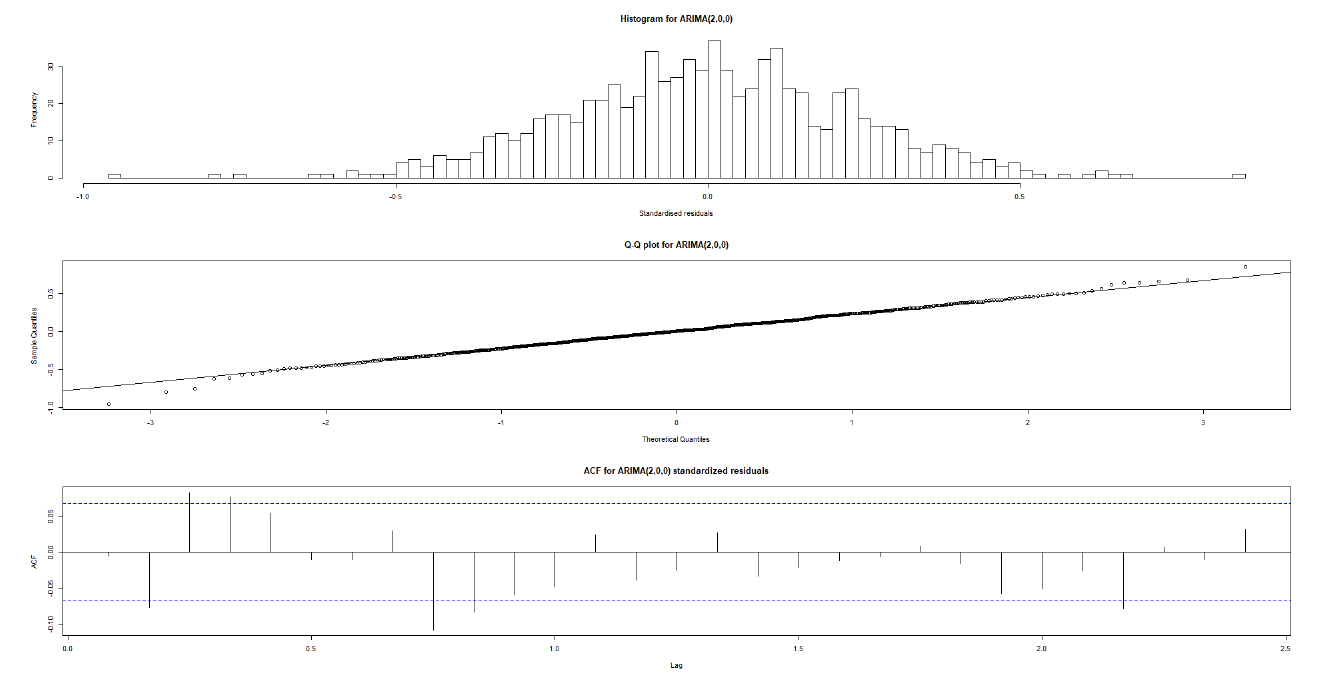 Histogram for ARIMA(2,0,0)
Frequency
0 10 20 30
-1.0 -0.5 0.0 0.5
Standardised residuals
Q-Q plot for ARIMA(2,0,0)
Sample Quantiles
-1.0 -0.5 0.0 0.5
-3 -2 -1 0 1 2 3
Theoretical Quantiles
ACF for ARIMA(2,0,0) standardized residuals
ACF
-0.10 -0.05 0.00 0.05
0.0 0.5 1.0 1.5 2.0 2.5
Lag